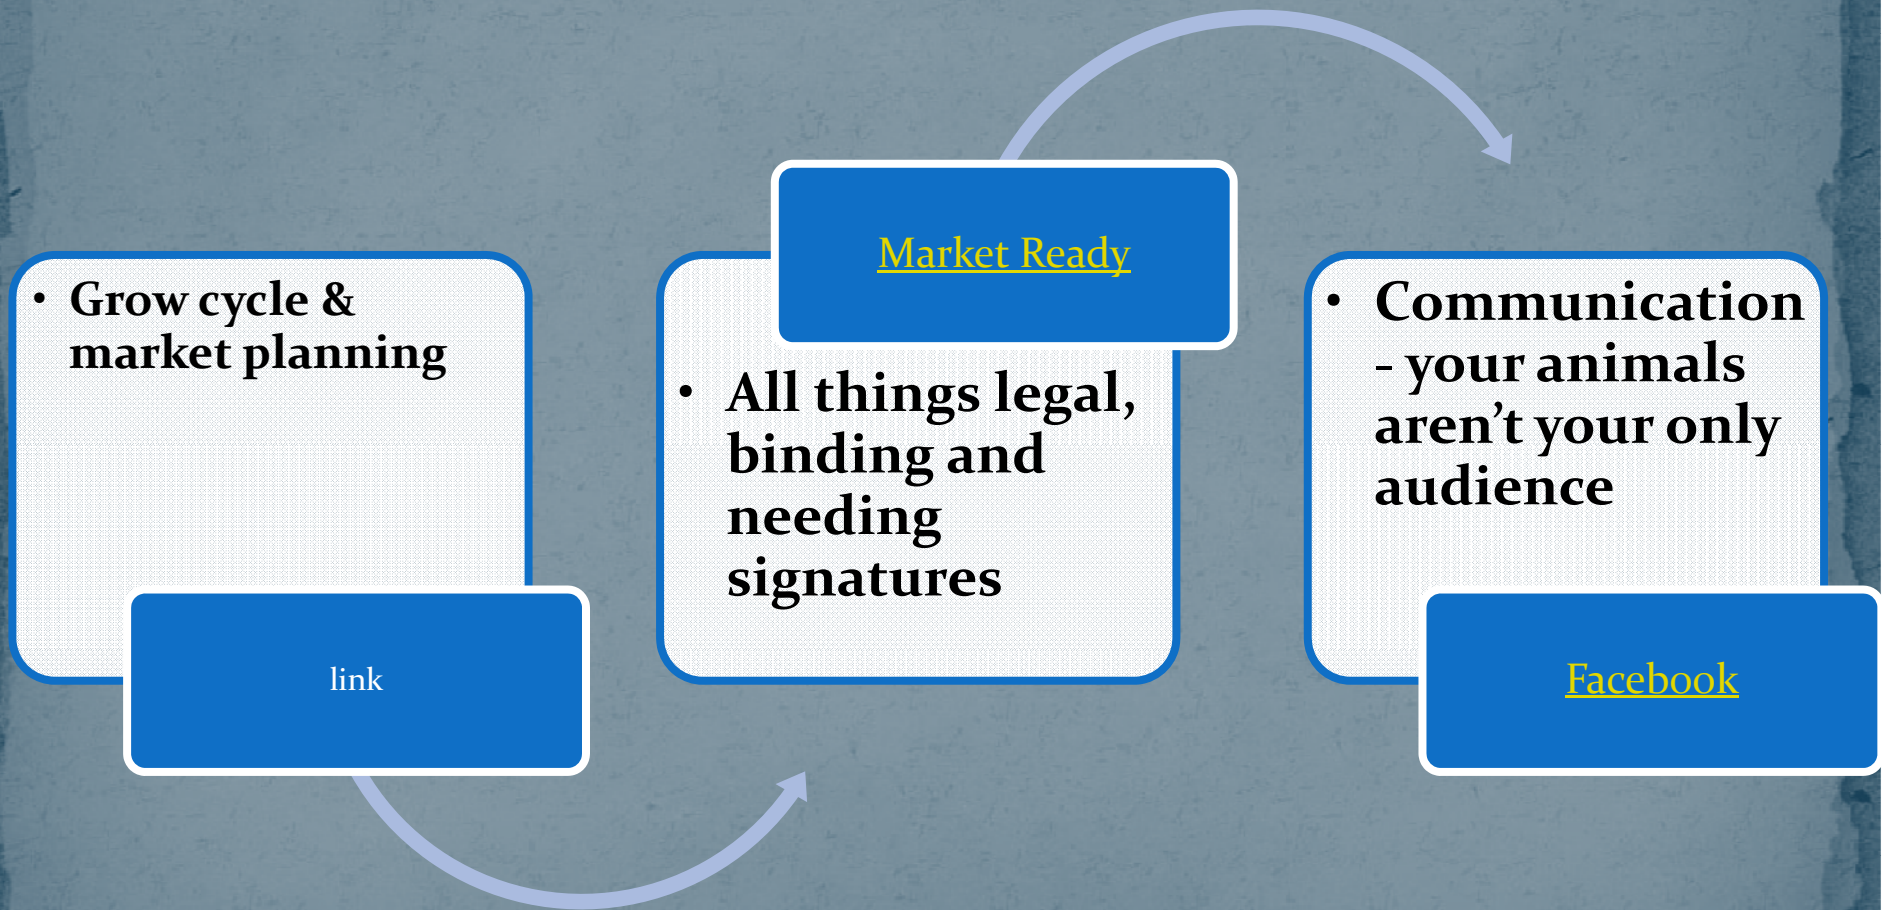 • Grow cycle &
market planning
link
Market Ready
• All things legal,
binding and
needing
signatures
• Communication
- your animals
aren’t your only
audience
Facebook